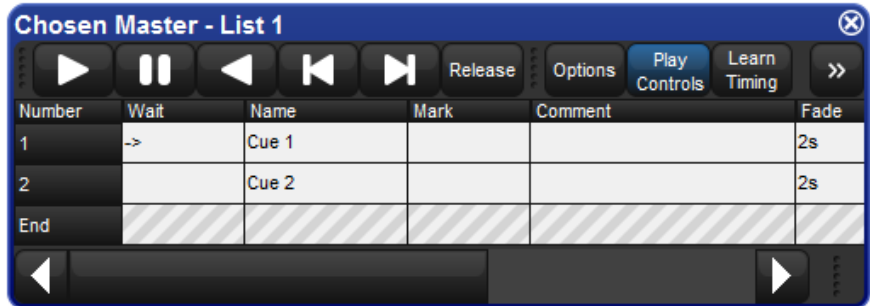 Chosen Master - List 1
Release Options Play Controls Learn Timing »
Number Wait Name Mark Comment Fade
1 -> Cue 1 2s
2 Cue 2 2s
End